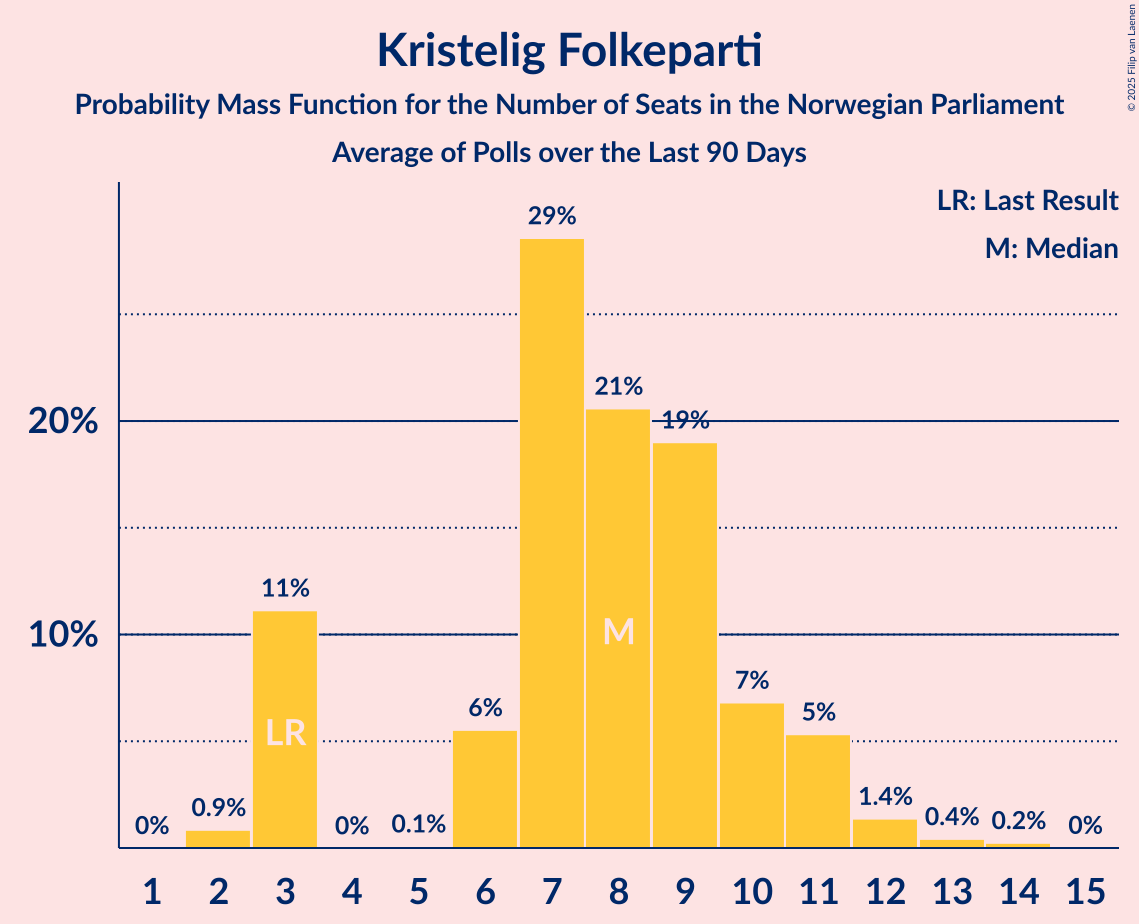 Kristelig Folkeparti
Probability Mass Function for the Number of Seats in the Norwegian Parliament
Average of Polls over the Last 90 Days
© 2025 Filip van Laenen
LR: Last Result
M: Median
29%
21%
20%
19%
11%
10%
M
7%
6%
5%
LR
1.4%
0.9%
0.4%
0.2%
0%
0%
0.1%
0%
1 2 3 4 5 6 7 8 9 10 11 12 13 14 15